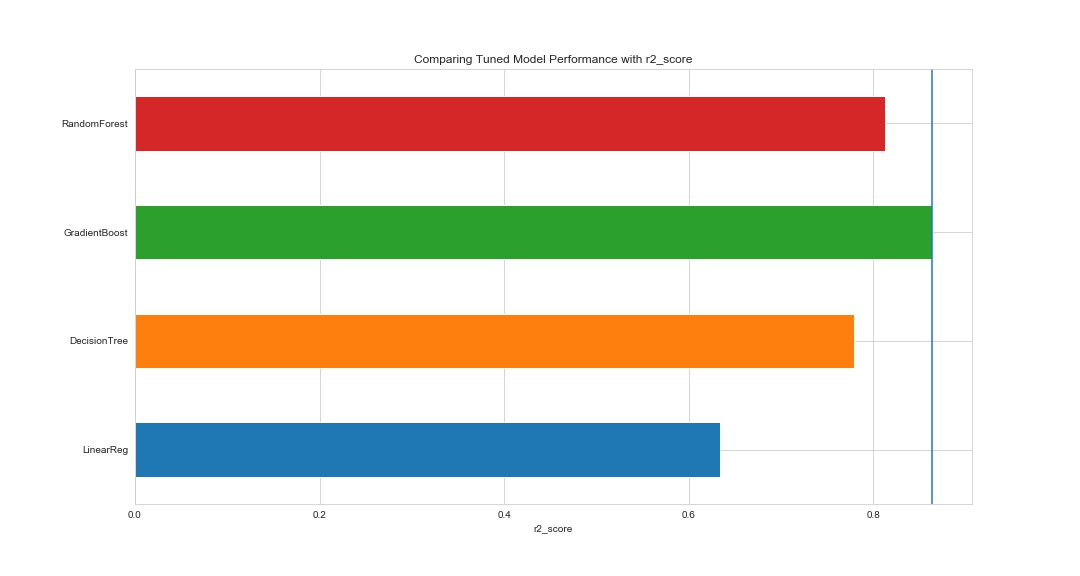 Comparing Tuned Model Performance with r2_score
RandomForest
GradientBoost
DecisionTree
LinearReg
0.0 0.2 0.4 0.6 0.8
r2_score